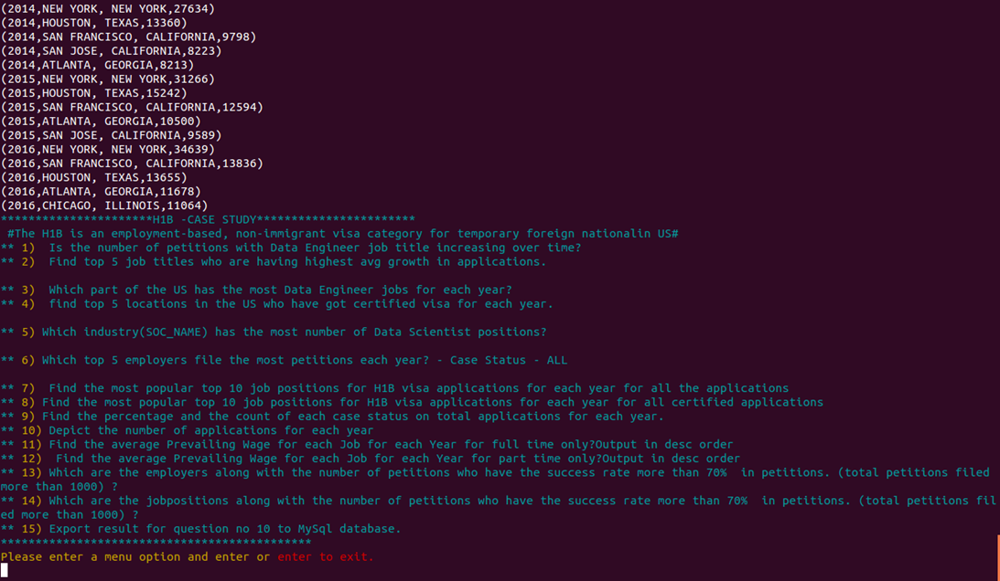 (2014,NEW YORK, NEW YORK,27634)
(2014,HOUSTON, TEXAS,13360)
(2014,SAN FRANCISCO, CALIFORNIA,9798)
(2014,SAN JOSE, CALIFORNIA,8223)
(2014,ATLANTA, GEORGIA,8213)
(2015,NEW YORK, NEW YORK,31266)
(2015,HOUSTON, TEXAS,15242)
(2015,SAN FRANCISCO, CALIFORNIA,12594)
(2015,ATLANTA, GEORGIA,10500)
(2015,SAN JOSE, CALIFORNIA,9589)
(2016,NEW YORK, NEW YORK,34639)
(2016,SAN FRANCISCO, CALIFORNIA,13836)
(2016,HOUSTON, TEXAS,13655)
(2016,ATLANTA, GEORGIA,11678)
(2016,CHICAGO, ILLINOIS,11064)
**********************H1B -CASE STUDY***********************
 #The H1B is an employment-based, non-immigrant visa category for temporary foreign nationalin US#
** 1)  Is the number of petitions with Data Engineer job title increasing over time?
** 2)  Find top 5 job titles who are having highest avg growth in applications.
** 3)  Which part of the US has the most Data Engineer jobs for each year?
** 4)  find top 5 locations in the US who have got certified visa for each year.
** 5) Which industry(SOC_NAME) has the most number of Data Scientist positions?
** 6) Which top 5 employers file the most petitions each year? - Case Status - ALL
** 7)  Find the most popular top 10 job positions for H1B visa applications for each year for all the applications
** 8) Find the most popular top 10 job positions for H1B visa applications for each year for all certified applications
** 9) Find the percentage and the count of each case status on total applications for each year.
** 10) Depict the number of applications for each year
** 11) Find the average Prevailing Wage for each Job for each Year for full time only?Output in desc order
** 12)  Find the average Prevailing Wage for each Job for each Year for part time only?Output in desc order
** 13) Which are the employers along with the number of petitions who have the success rate more than 70%  in petitions. (total petitions filed
more than 1000) ?
** 14) Which are the jobpositions along with the number of petitions who have the success rate more than 70%  in petitions. (total petitions fil
ed more than 1000) ?
** 15) Export result for question no 10 to MySql database.
*********************************************
Please enter a menu option and enter or enter to exit.